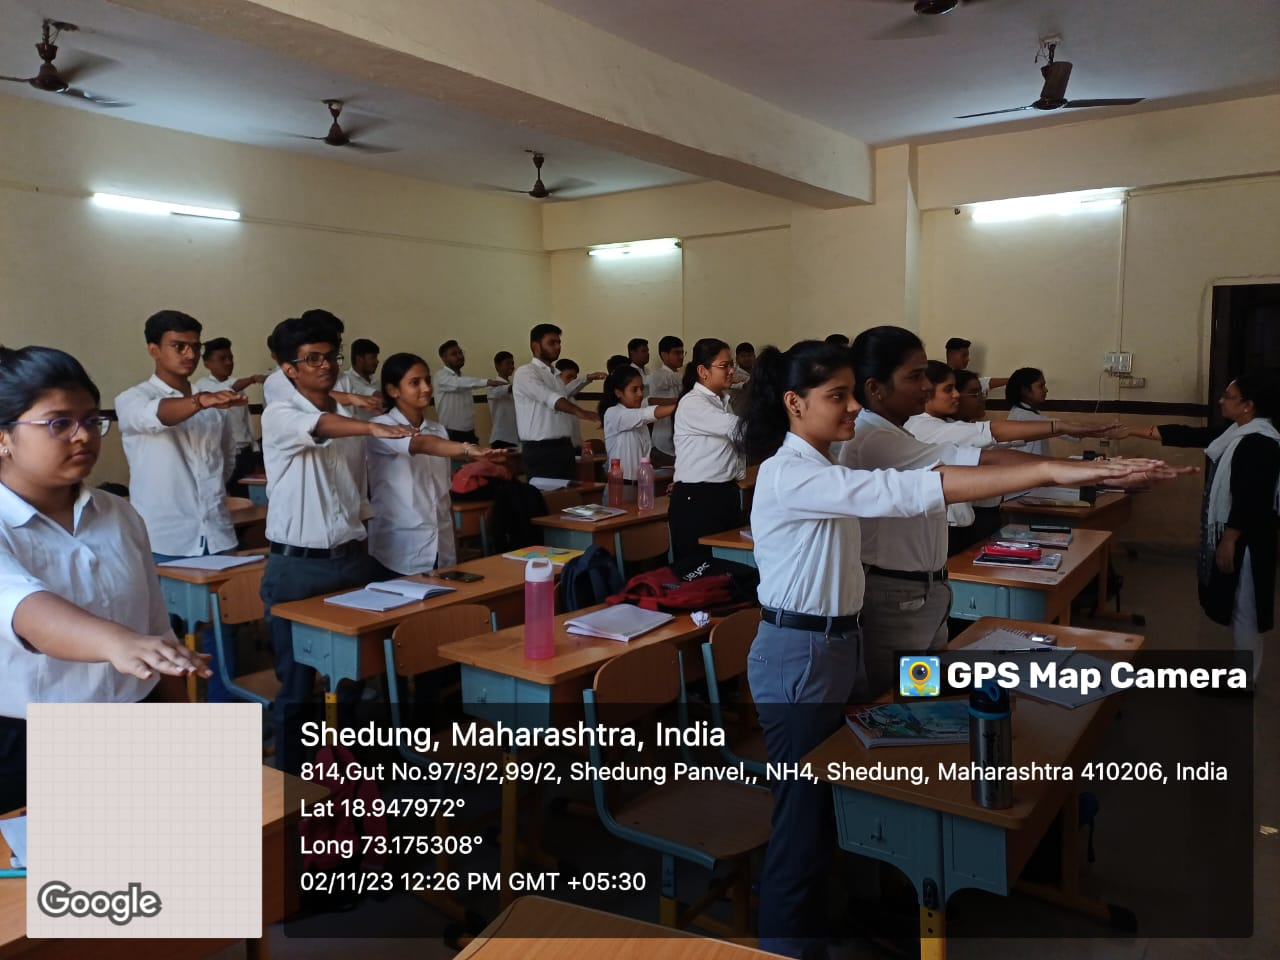 GPS Map Camera
Shedung, Maharashtra, India
814,Gut No.97/3/2,99/2, Shedung Panvel,, NH4, Shedung, Maharashtra 410206, India
Lat 18.947972°
Long 73.175308°
02/11/23 12:26 PM GMT +05:30
Google